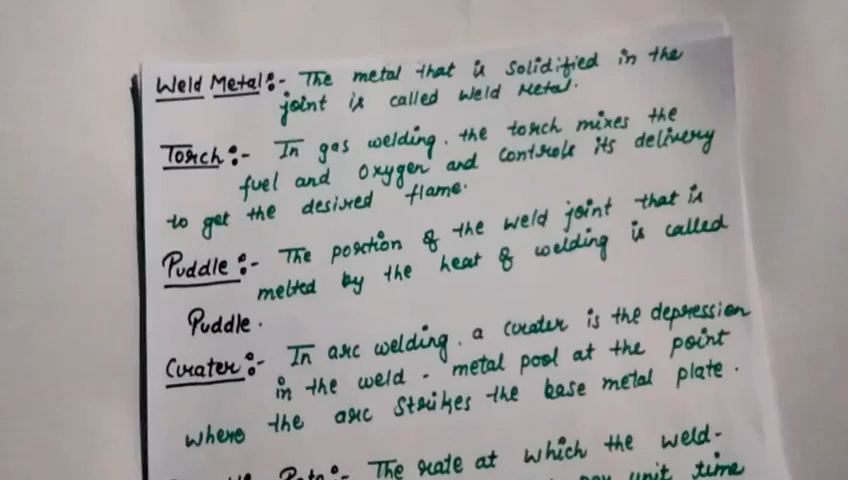 Weld Metal:- The metal that is solidified in the
joint is called weld metal.
Torch:- In gas welding. the torch mixes the
fuel and oxygen and controls its delivery
to get the desired flame.
Puddle:- The portion of the weld joint that is
melted by the heat of welding is called
Puddle.
Curater:- In arc welding. a curater is the depression
in the weld - metal pool at the point
where the arc strikes the base metal plate.
Rate:- The rate at which the weld-
unit time